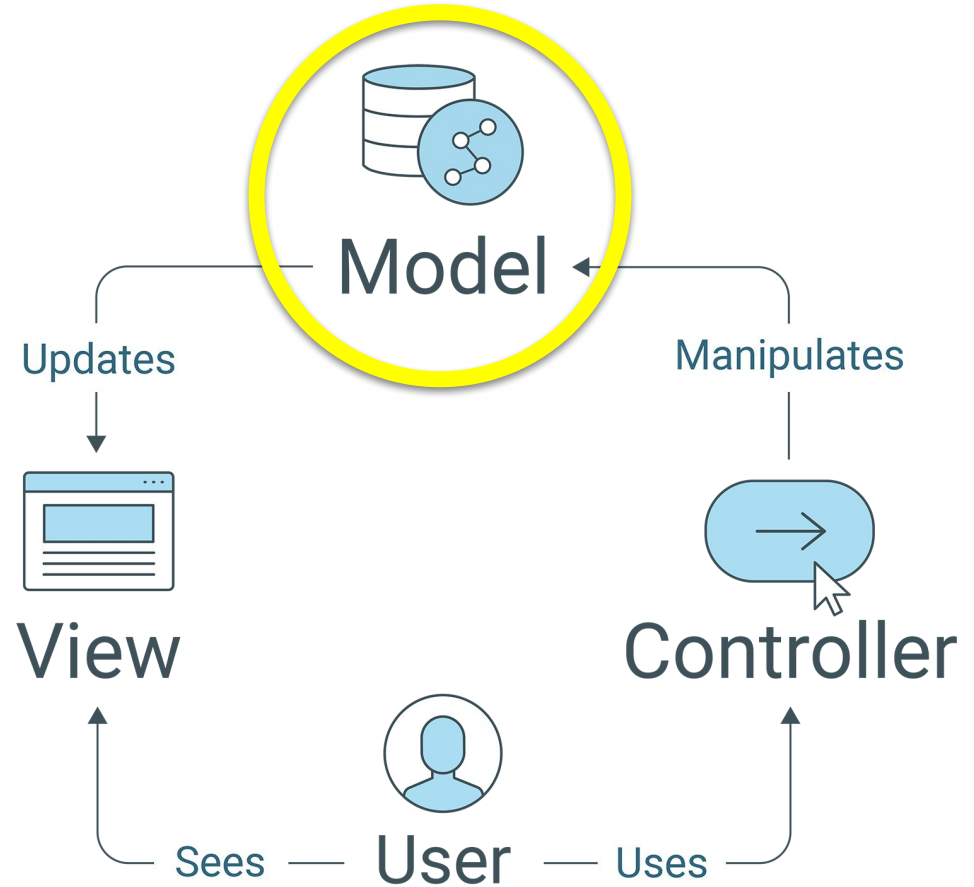 Model
Updates
Manipulates
View
Controller
Sees
User
Uses